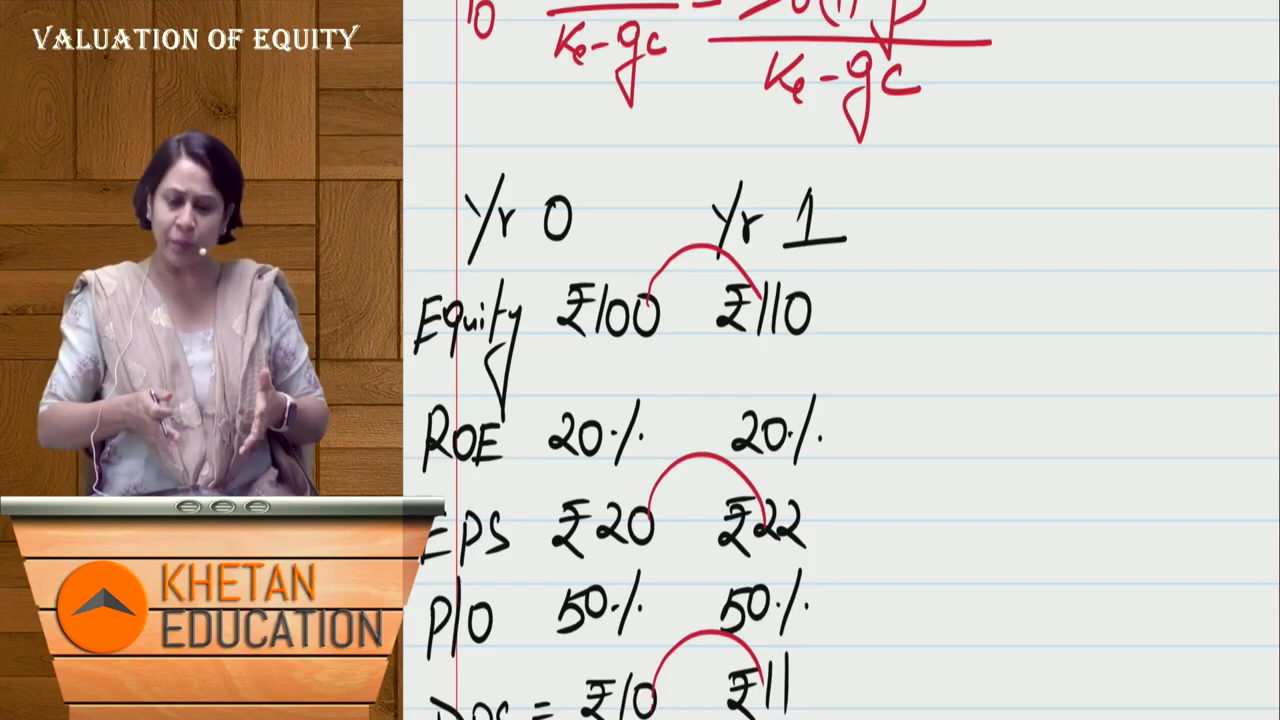 VALUATION OF EQUITY
Ke-gc Ke-gc
Yr 0 Yr 1
Equity ₹100 ₹110
ROE 20% 20%
EPS ₹20 ₹22
P/O 50% 50%
= ₹10 ₹11
KHETAN
EDUCATION